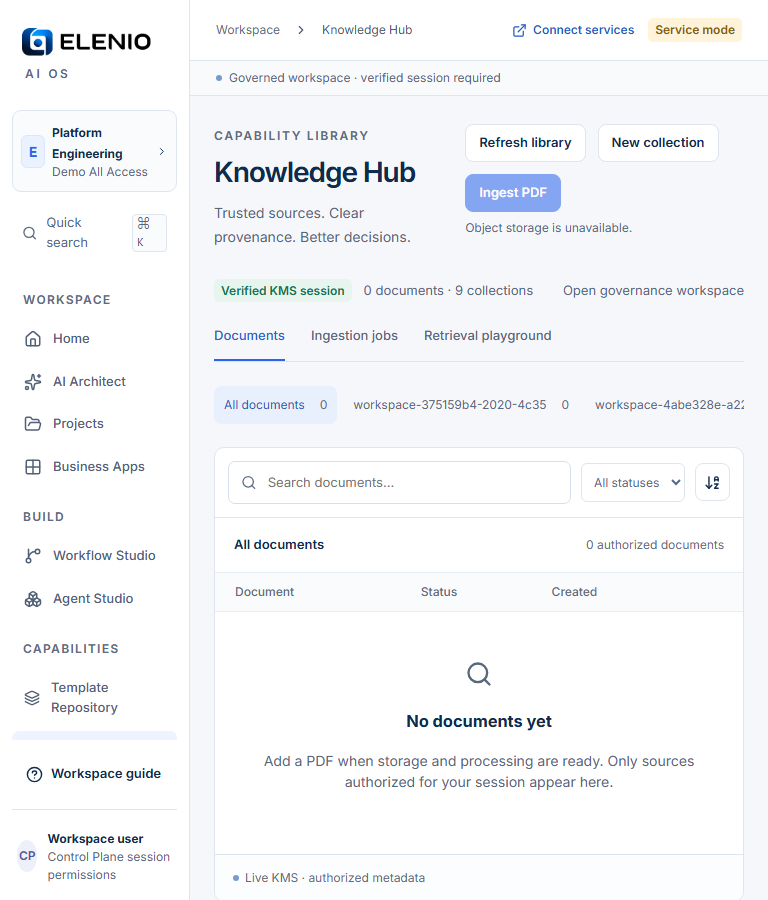 ELENIO
AI OS
E
Platform
Engineering
Demo All Access
Quick
search
⌘
K
WORKSPACE
Home
AI Architect
Projects
Business Apps
BUILD
Workflow Studio
Agent Studio
CAPABILITIES
Template
Repository
Workspace guide
CP
Workspace user
Control Plane session
permissions
Workspace
Knowledge Hub
Connect services
Service mode
Governed workspace · verified session required
CAPABILITY LIBRARY
Knowledge Hub
Trusted sources. Clear
provenance. Better decisions.
Refresh library
New collection
Ingest PDF
Object storage is unavailable.
Verified KMS session
0 documents · 9 collections
Open governance workspace
Documents
Ingestion jobs
Retrieval playground
All documents 0
workspace-375159b4-2020-4c35 0
workspace-4abe328e-a22
Search documents...
All statuses
All documents
0 authorized documents
Document Status Created
No documents yet
Add a PDF when storage and processing are ready. Only sources
authorized for your session appear here.
Live KMS · authorized metadata